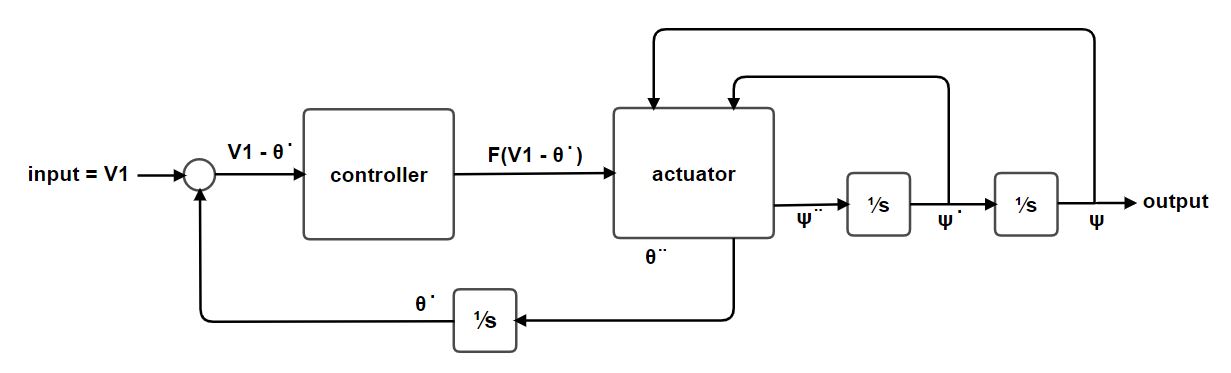 input = V1
V1 - θ˙
controller
F(V1 - θ˙)
actuator
ψ¨
¹/s
ψ˙
¹/s
ψ
output
θ¨
θ˙
¹/s